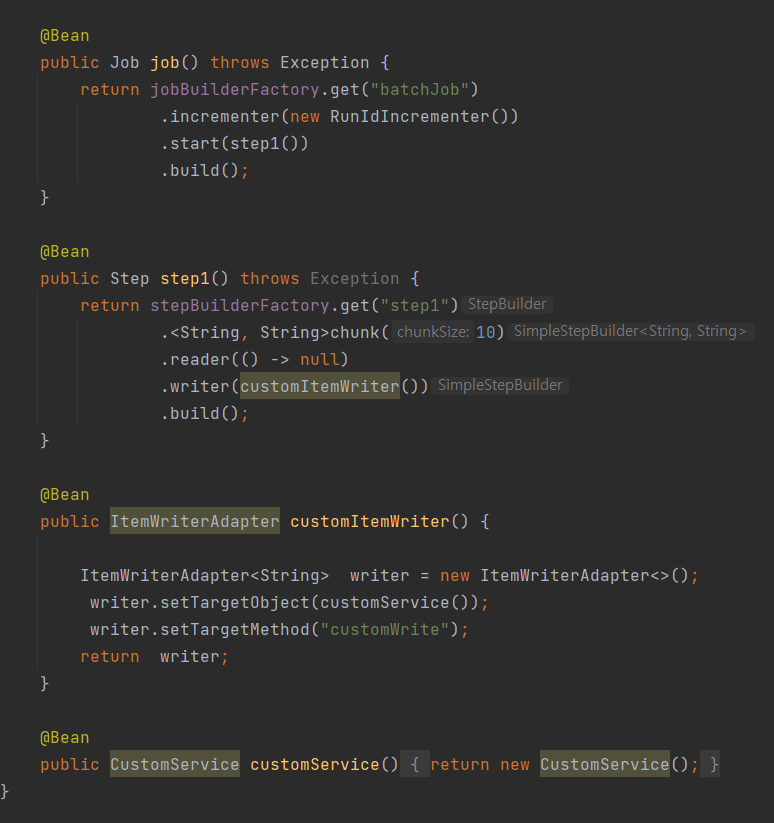 @Bean
public Job job() throws Exception {
return jobBuilderFactory.get("batchJob")
.incrementer(new RunIdIncrementer())
.start(step1())
.build();
}
@Bean
public Step step1() throws Exception {
return stepBuilderFactory.get("step1") StepBuilder
.<String, String>chunk( chunkSize: 10) SimpleStepBuilder<String, String>
.reader(() -> null)
.writer(customItemWriter()) SimpleStepBuilder
.build();
}
@Bean
public ItemWriterAdapter customItemWriter() {
ItemWriterAdapter<String>  writer = new ItemWriterAdapter<>();
writer.setTargetObject(customService());
writer.setTargetMethod("customWrite");
return  writer;
}
@Bean
public CustomService customService() { return new CustomService(); }
}